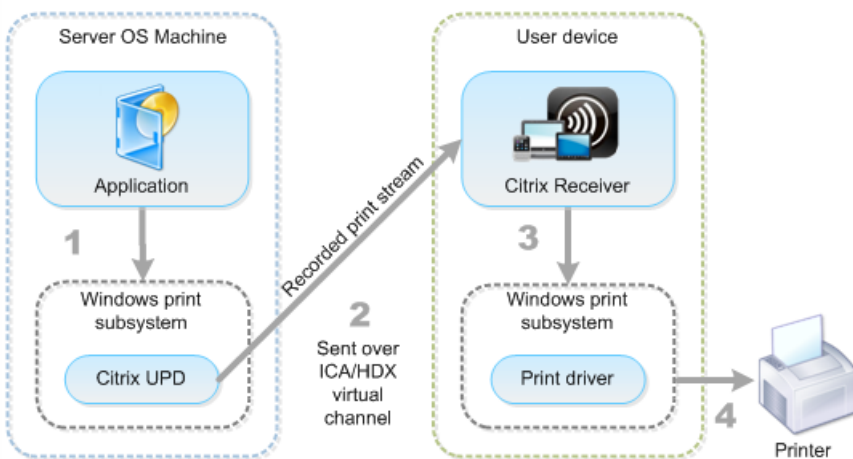 Server OS Machine
User device
Application
Citrix Receiver
1
Recorded print stream
3
Windows print
subsystem
Citrix UPD
2
Sent over
ICA/HDX
virtual
channel
Windows print
subsystem
Print driver
4
Printer